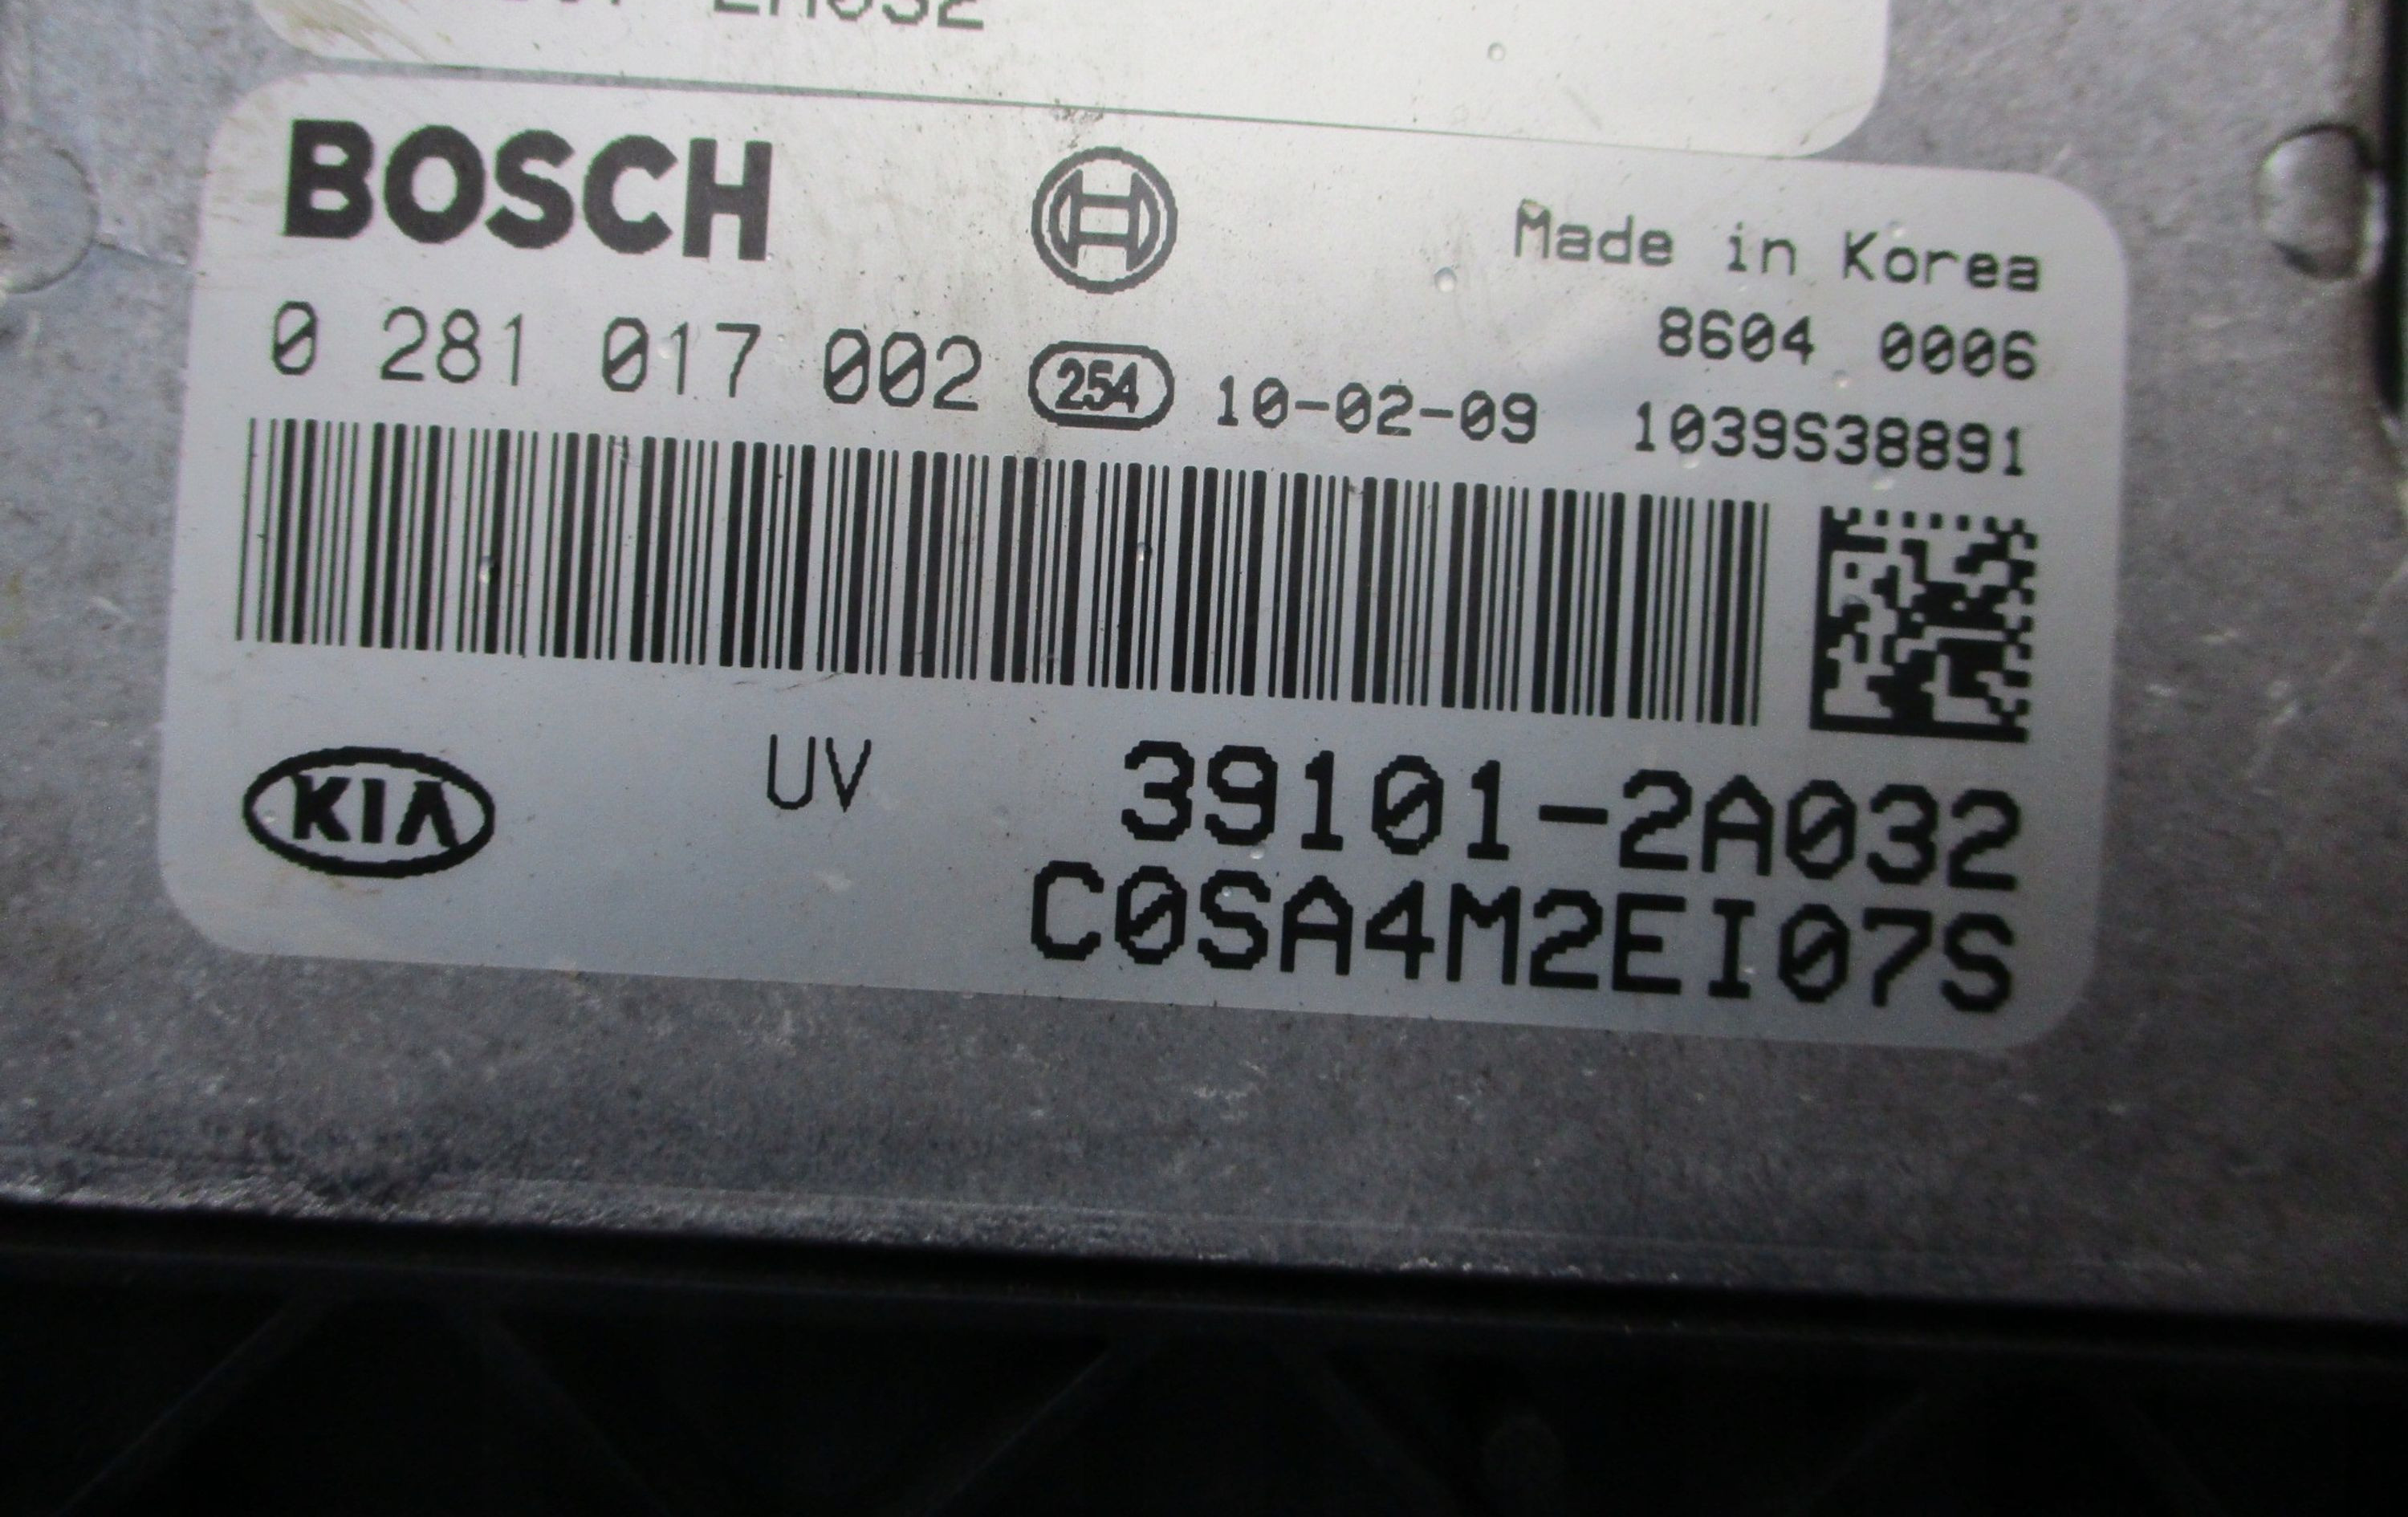 2A032
BOSCH
Made in Korea
8604 0006
0 281 017 002 254 10-02-09 1039S38891
KIA UV 39101-2A032
C0SA4M2EI07S